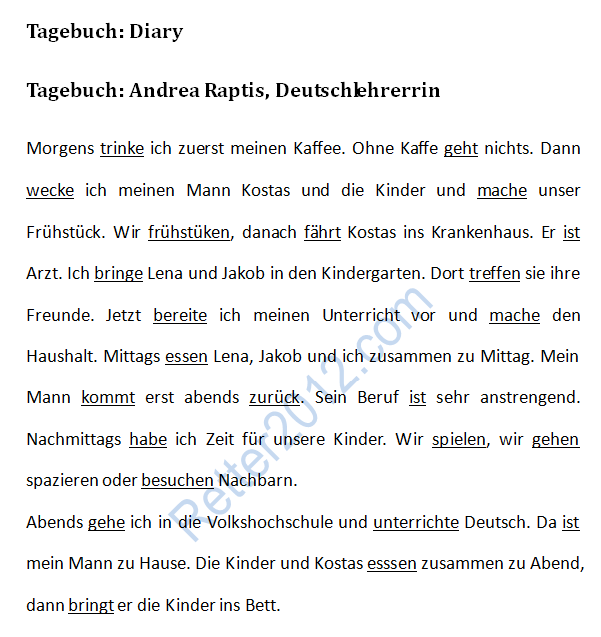 Tagebuch: Diary
Tagebuch: Andrea Raptis, Deutschlehrerrin
Morgens trinke ich zuerst meinen Kaffee. Ohne Kaffe geht nichts. Dann
wecke ich meinen Mann Kostas und die Kinder und mache unser
Frühstück. Wir frühstüken, danach fährt Kostas ins Krankenhaus. Er ist
Arzt. Ich bringe Lena und Jakob in den Kindergarten. Dort treffen sie ihre
Freunde. Jetzt bereite ich meinen Unterricht vor und mache den
Haushalt. Mittags essen Lena, Jakob und ich zusammen zu Mittag. Mein
Mann kommt erst abends zurück. Sein Beruf ist sehr anstrengend.
Nachmittags habe ich Zeit für unsere Kinder. Wir spielen, wir gehen
spazieren oder besuchen Nachbarn.
Abends gehe ich in die Volkshochschule und unterrichte Deutsch. Da ist
mein Mann zu Hause. Die Kinder und Kostas esssen zusammen zu Abend,
dann bringt er die Kinder ins Bett.
Retter2012.com